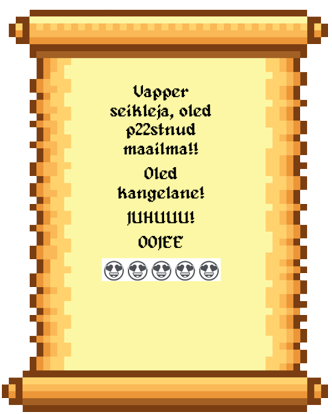 Vapper
seikleja, oled
p22stnud
maailma!!
Oled
kangelane!
JUHUUU!
OOJEE